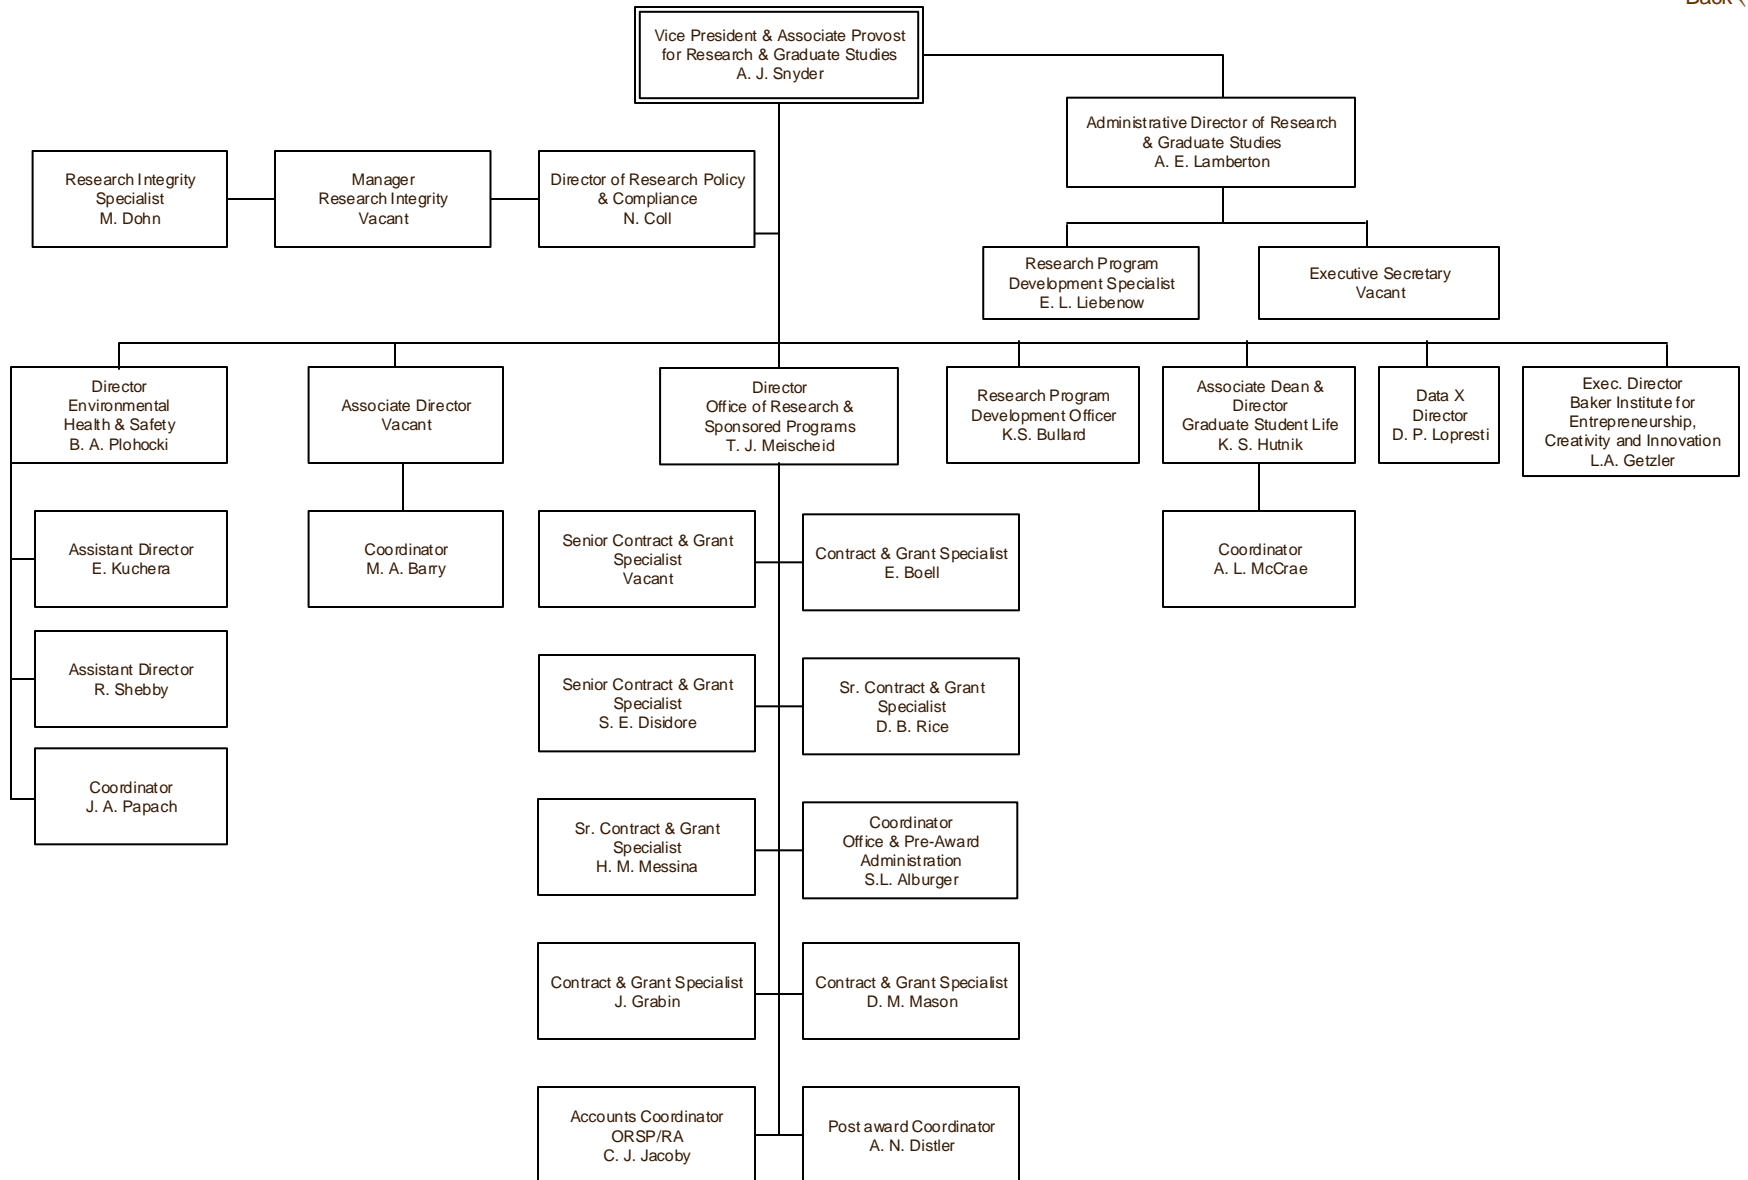 Back
Vice President & Associate Provost
for Research & Graduate Studies
A. J. Snyder
Administrative Director of Research
& Graduate Studies
A. E. Lamberton
Research Integrity
Specialist
M. Dohn
Manager
Research Integrity
Vacant
Director of Research Policy
& Compliance
N. Coll
Research Program
Development Specialist
E. L. Liebenow
Executive Secretary
Vacant
Director
Environmental
Health & Safety
B. A. Plohocki
Associate Director
Vacant
Director
Office of Research &
Sponsored Programs
T. J. Meischeid
Research Program
Development Officer
K.S. Bullard
Associate Dean &
Director
Graduate Student Life
K. S. Hutnik
Data X
Director
D. P. Lopresti
Exec. Director
Baker Institute for
Entrepreneurship,
Creativity and Innovation
L.A. Getzler
Assistant Director
E. Kuchera
Coordinator
M. A. Barry
Senior Contract & Grant
Specialist
Vacant
Contract & Grant Specialist
E. Boell
Coordinator
A. L. McCrae
Assistant Director
R. Shebby
Senior Contract & Grant
Specialist
S. E. Disidore
Sr. Contract & Grant
Specialist
D. B. Rice
Coordinator
J. A. Papach
Sr. Contract & Grant
Specialist
H. M. Messina
Coordinator
Office & Pre-Award
Administration
S.L. Alburger
Contract & Grant Specialist
J. Grabin
Contract & Grant Specialist
D. M. Mason
Accounts Coordinator
ORSP/RA
C. J. Jacoby
Post award Coordinator
A. N. Distler